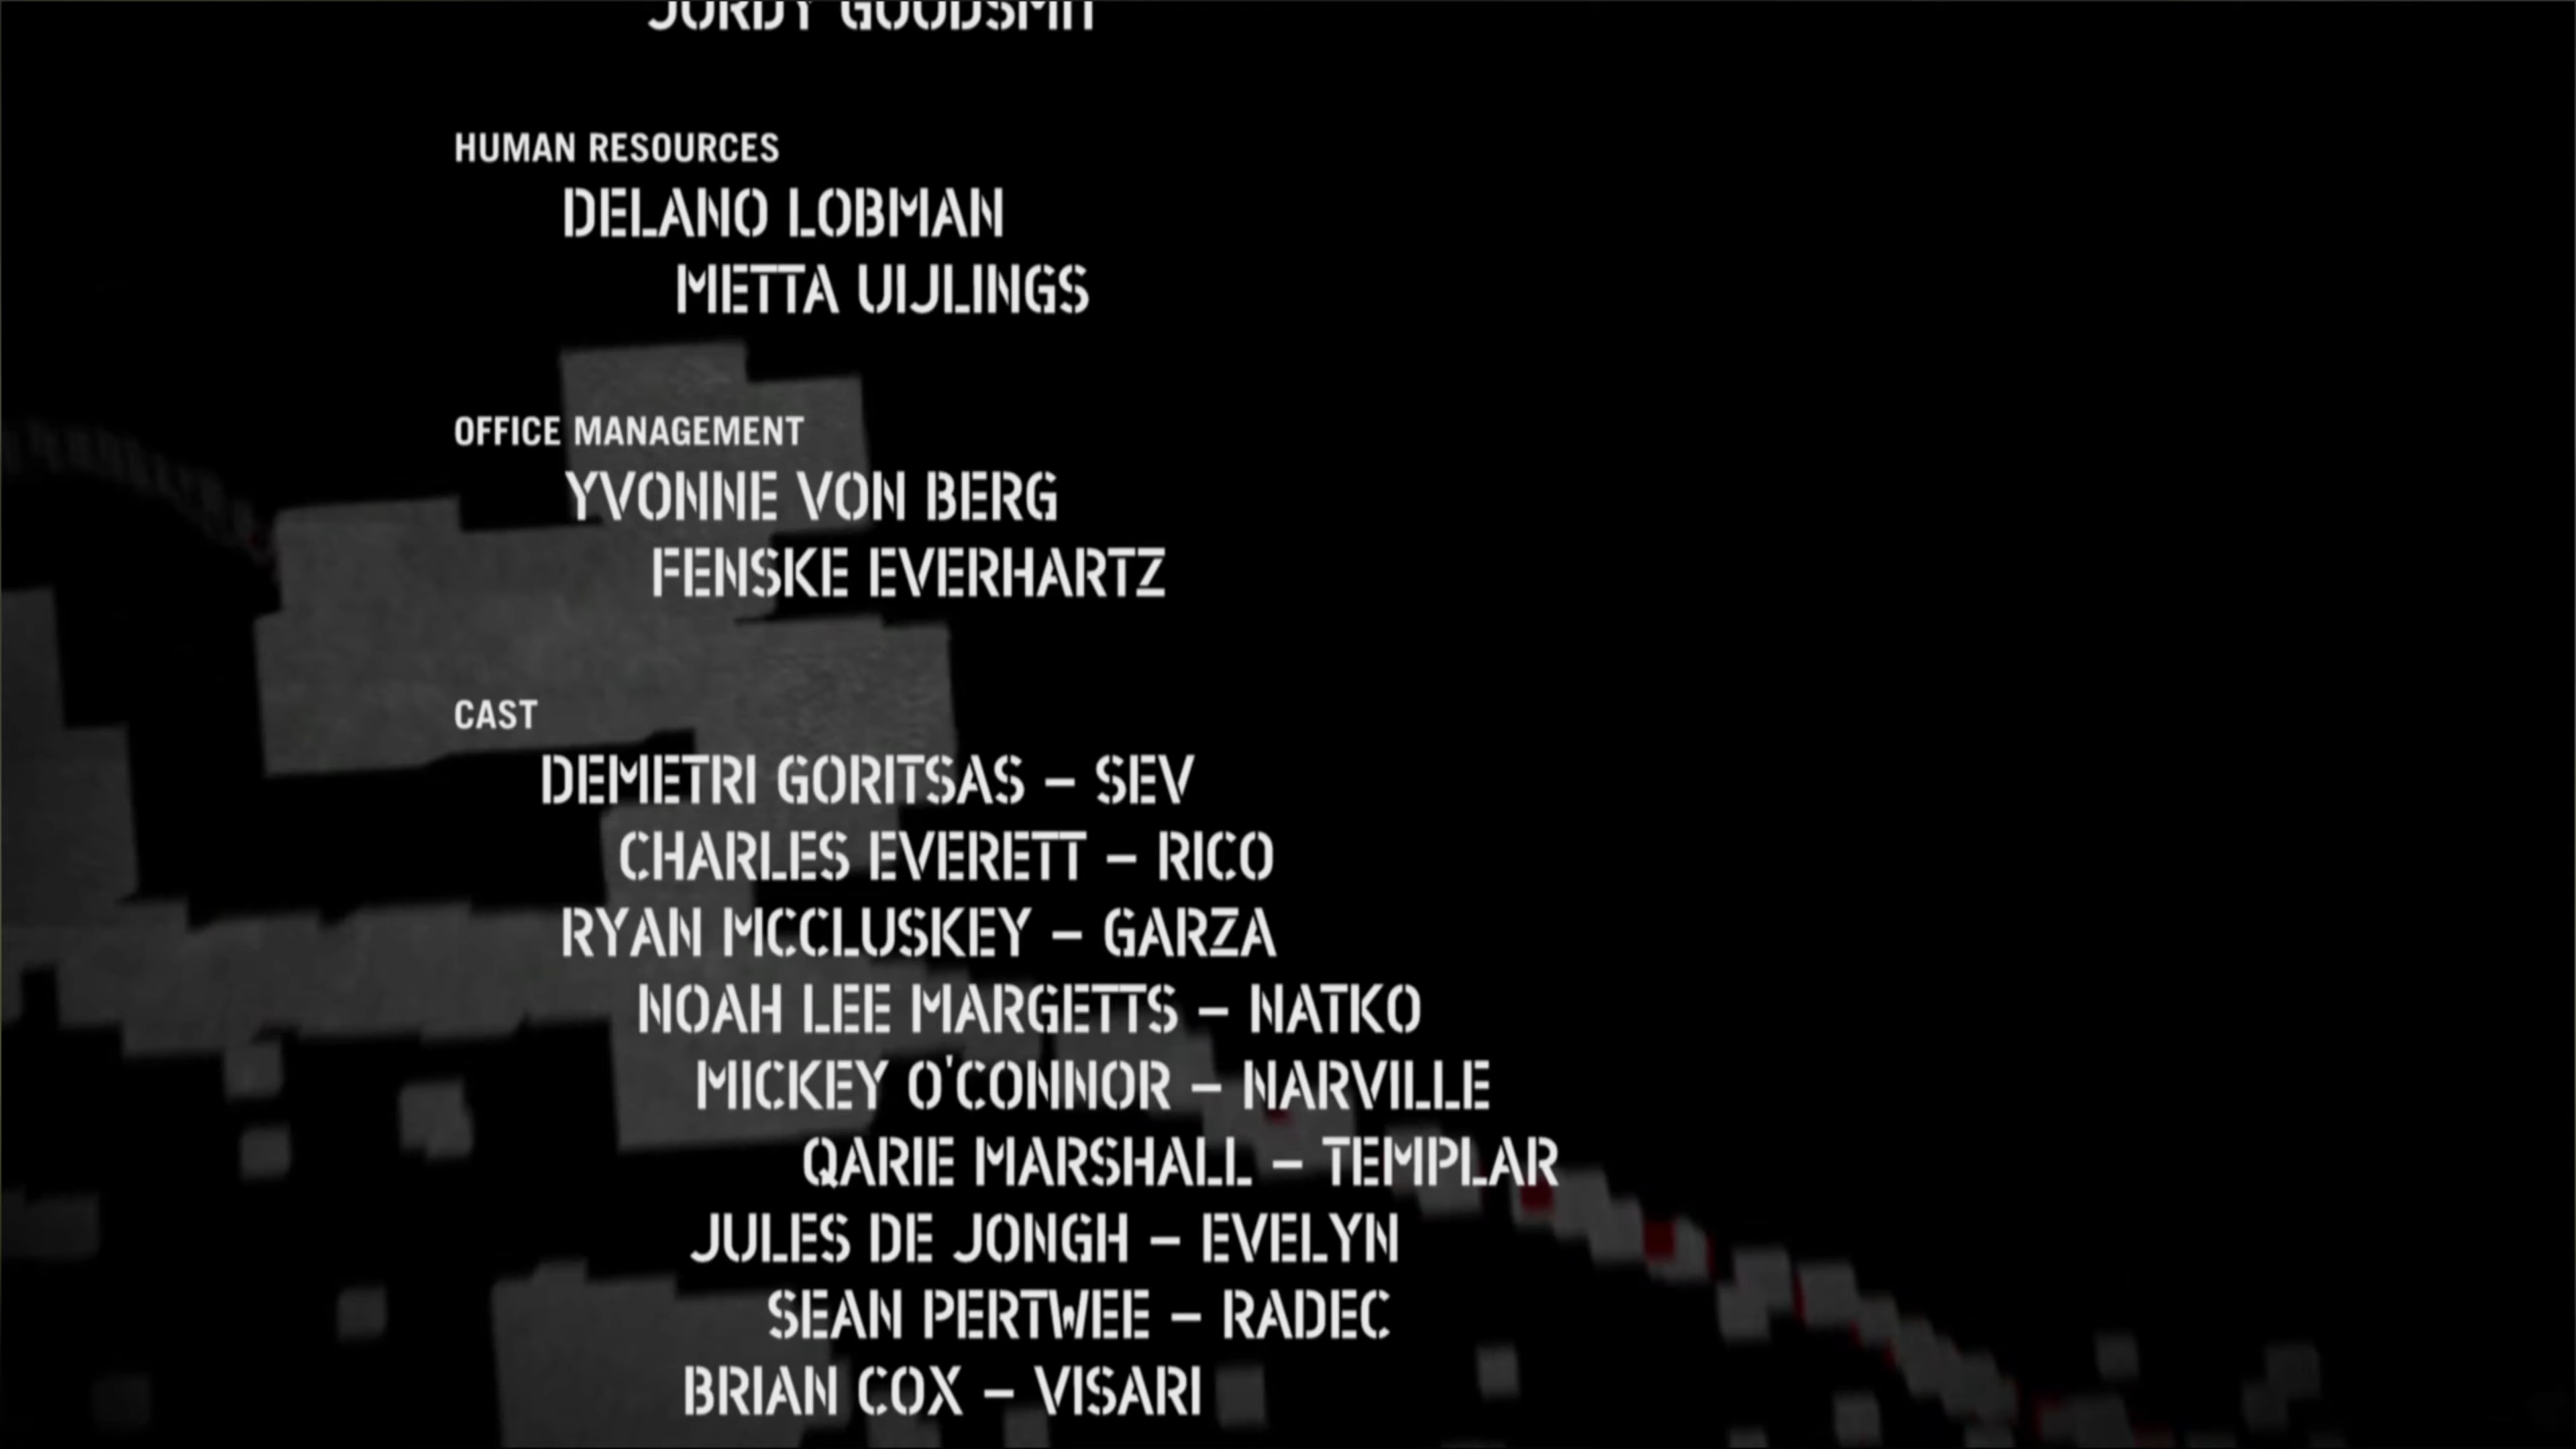 JORDY GOODSMIT
HUMAN RESOURCES
DELANO LOBMAN
METTA UIJLINGS
OFFICE MANAGEMENT
YVONNE VON BERG
FENSKE EVERHARTZ
CAST
DEMETRI GORITSAS – SEV
CHARLES EVERETT – RICO
RYAN MCCLUSKEY – GARZA
NOAH LEE MARGETTS – NATKO
MICKEY O'CONNOR – NARVILLE
QARIE MARSHALL – TEMPLAR
JULES DE JONGH – EVELYN
SEAN PERTWEE – RADEC
BRIAN COX – VISARI